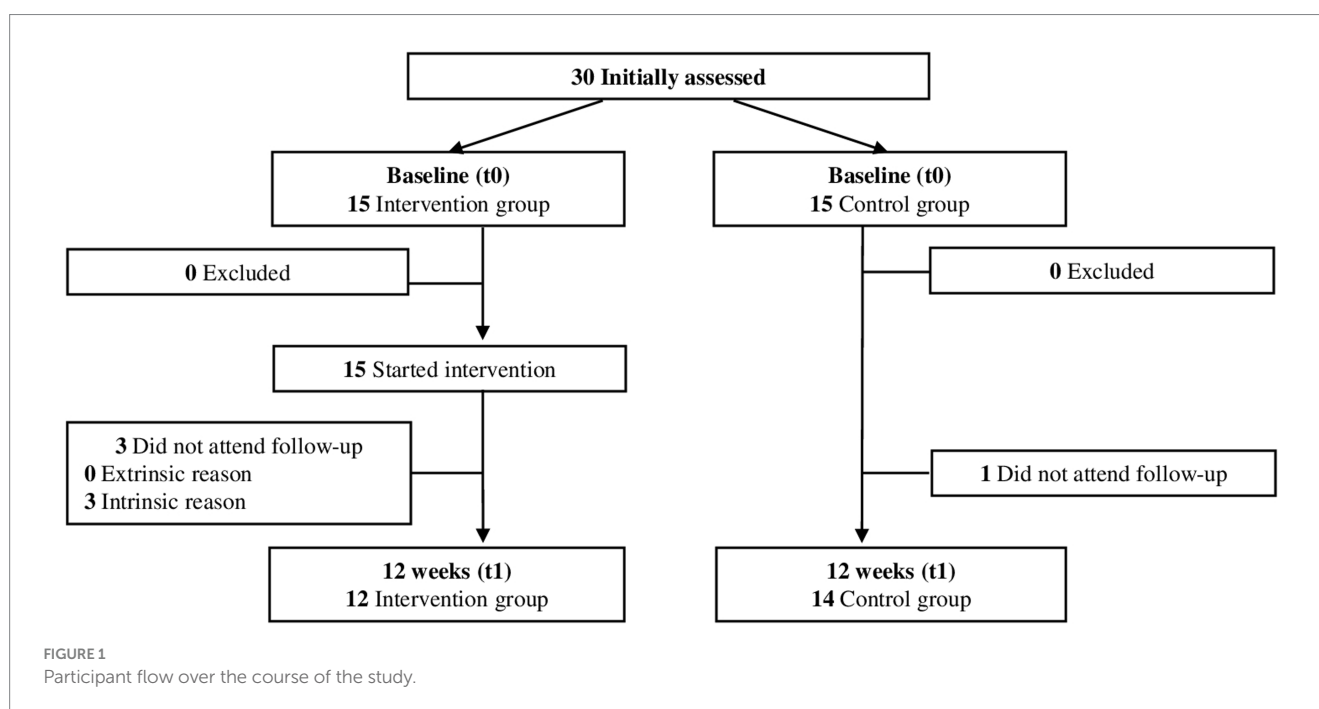 30 Initially assessed
Baseline (t0)
15 Intervention group
Baseline (t0)
15 Control group
0 Excluded
0 Excluded
15 Started intervention
3 Did not attend follow-up
0 Extrinsic reason
3 Intrinsic reason
1 Did not attend follow-up
12 weeks (t1)
12 Intervention group
12 weeks (t1)
14 Control group
FIGURE 1
Participant flow over the course of the study.